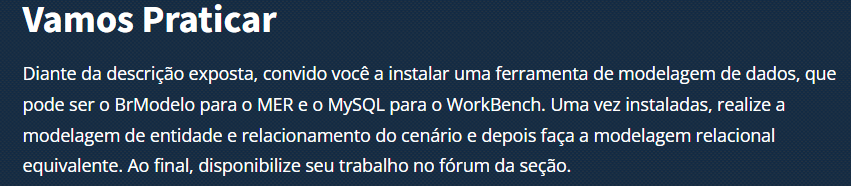 Vamos Praticar
Diante da descrição exposta, convido você a instalar uma ferramenta de modelagem de dados, que
pode ser o BrModelo para o MER e o MySQL para o WorkBench. Uma vez instaladas, realize a
modelagem de entidade e relacionamento do cenário e depois faça a modelagem relacional
equivalente. Ao final, disponibilize seu trabalho no fórum da seção.